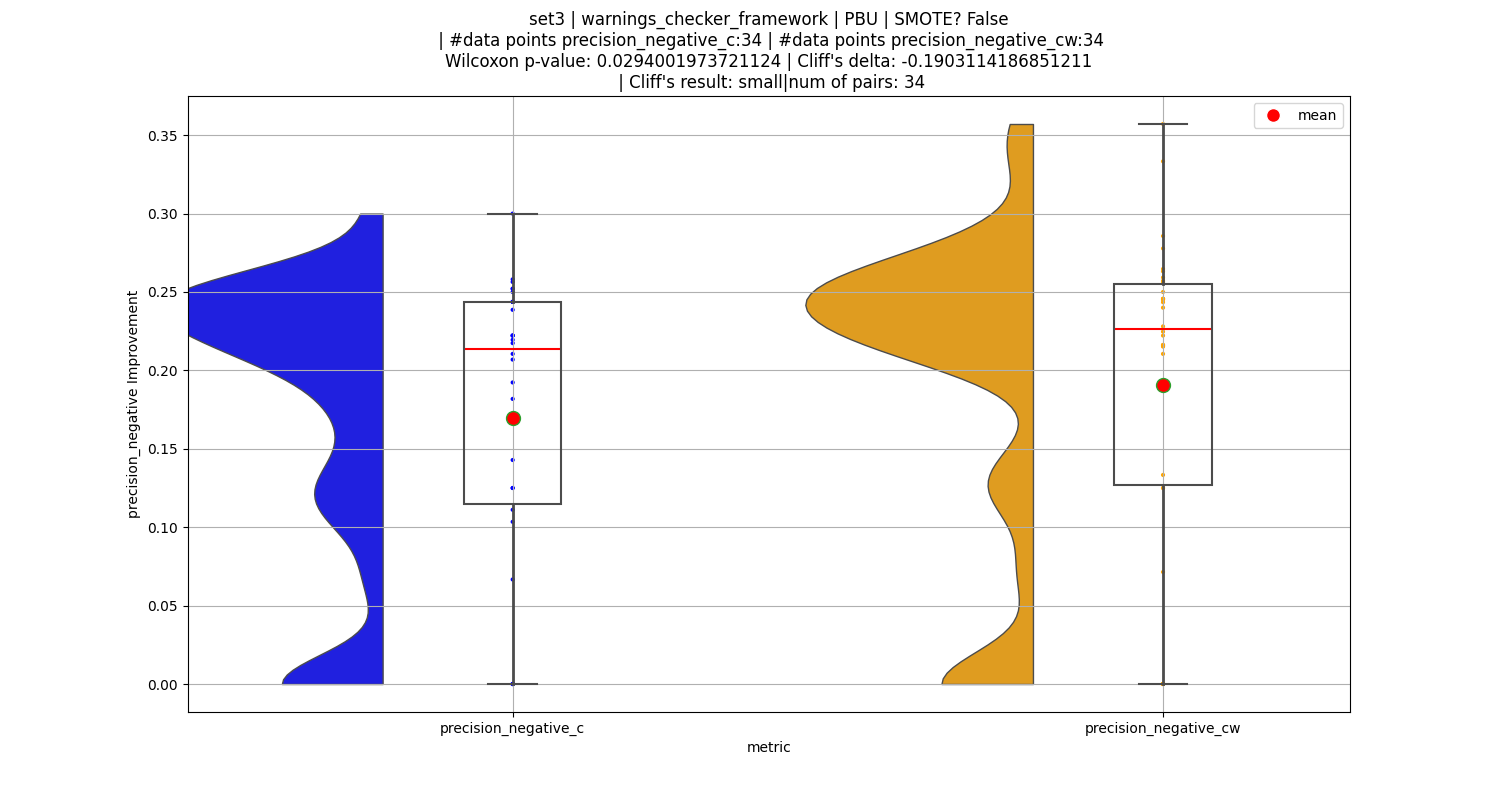 set3 | warnings_checker_framework | PBU | SMOTE? False
| #data points precision_negative_c:34 | #data points precision_negative_cw:34
Wilcoxon p-value: 0.0294001973721124 | Cliff's delta: -0.1903114186851211
| Cliff's result: small|num of pairs: 34
mean
0.35
0.30
0.25
0.20
0.15
0.10
0.05
0.00
precision_negative Improvement
precision_negative_c
precision_negative_cw
metric